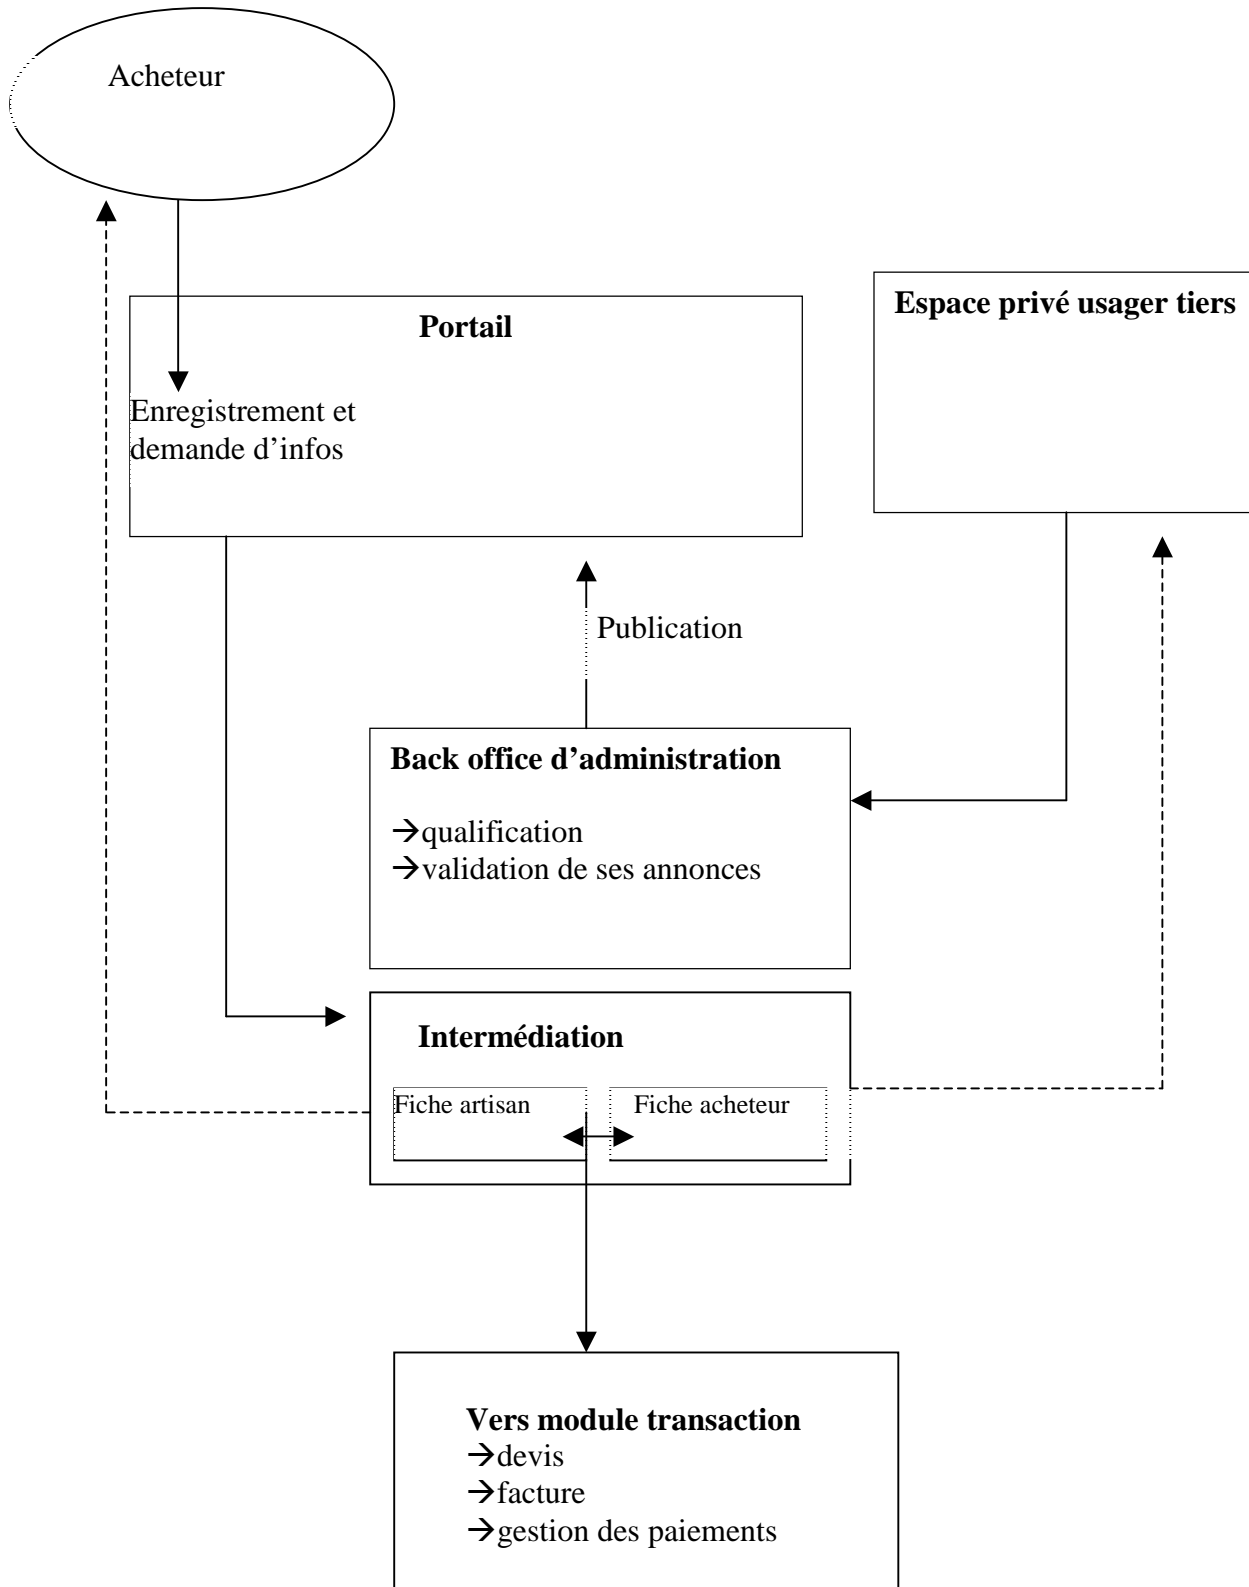 Acheteur
Espace privé usager tiers
Portail
Enregistrement et
demande d’infos
Publication
Back office d’administration
→qualification
→validation de ses annonces
Intermédiation
Fiche artisan
Fiche acheteur
Vers module transaction
→devis
→facture
→gestion des paiements